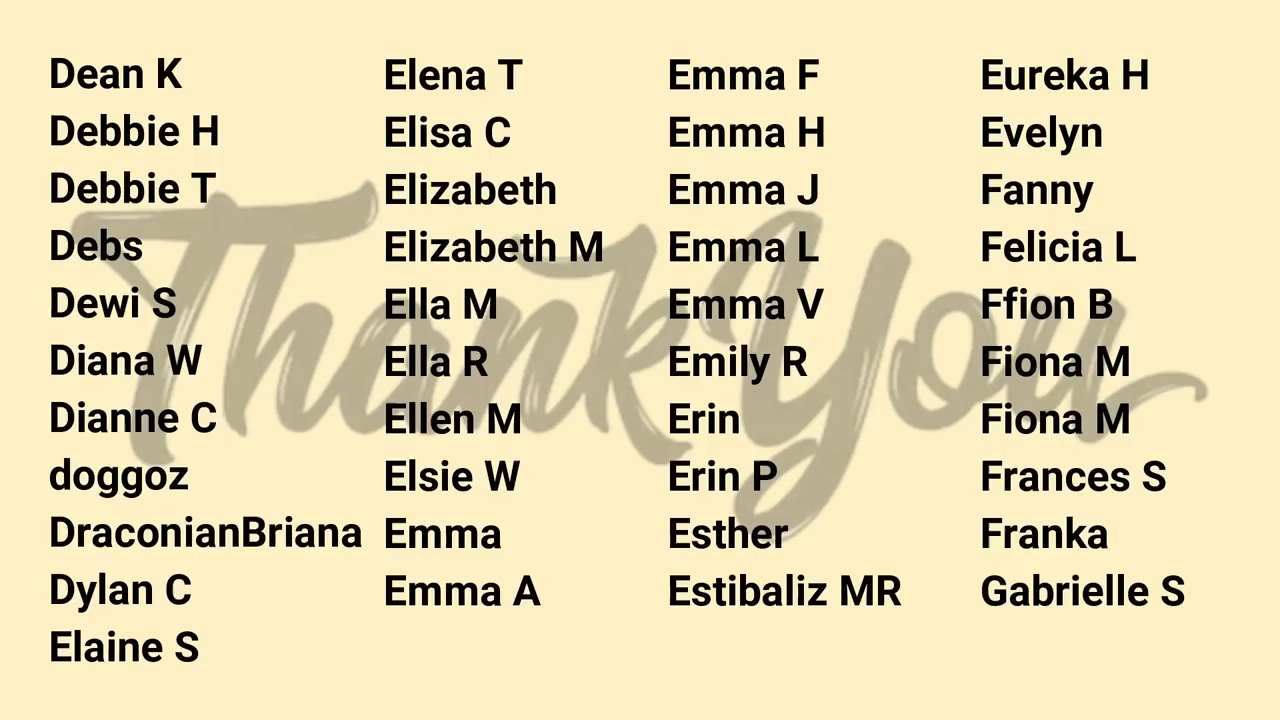 Dean K
Debbie H
Debbie T
Debs
Dewi S
Diana W
Dianne C
doggoz
DraconianBriana
Dylan C
Elaine S
Elena T
Elisa C
Elizabeth
Elizabeth M
Ella M
Ella R
Ellen M
Elsie W
Emma
Emma A
Emma F
Emma H
Emma J
Emma L
Emma V
Emily R
Erin
Erin P
Esther
Estibaliz MR
Eureka H
Evelyn
Fanny
Felicia L
Ffion B
Fiona M
Fiona M
Frances S
Franka
Gabrielle S
Thank You